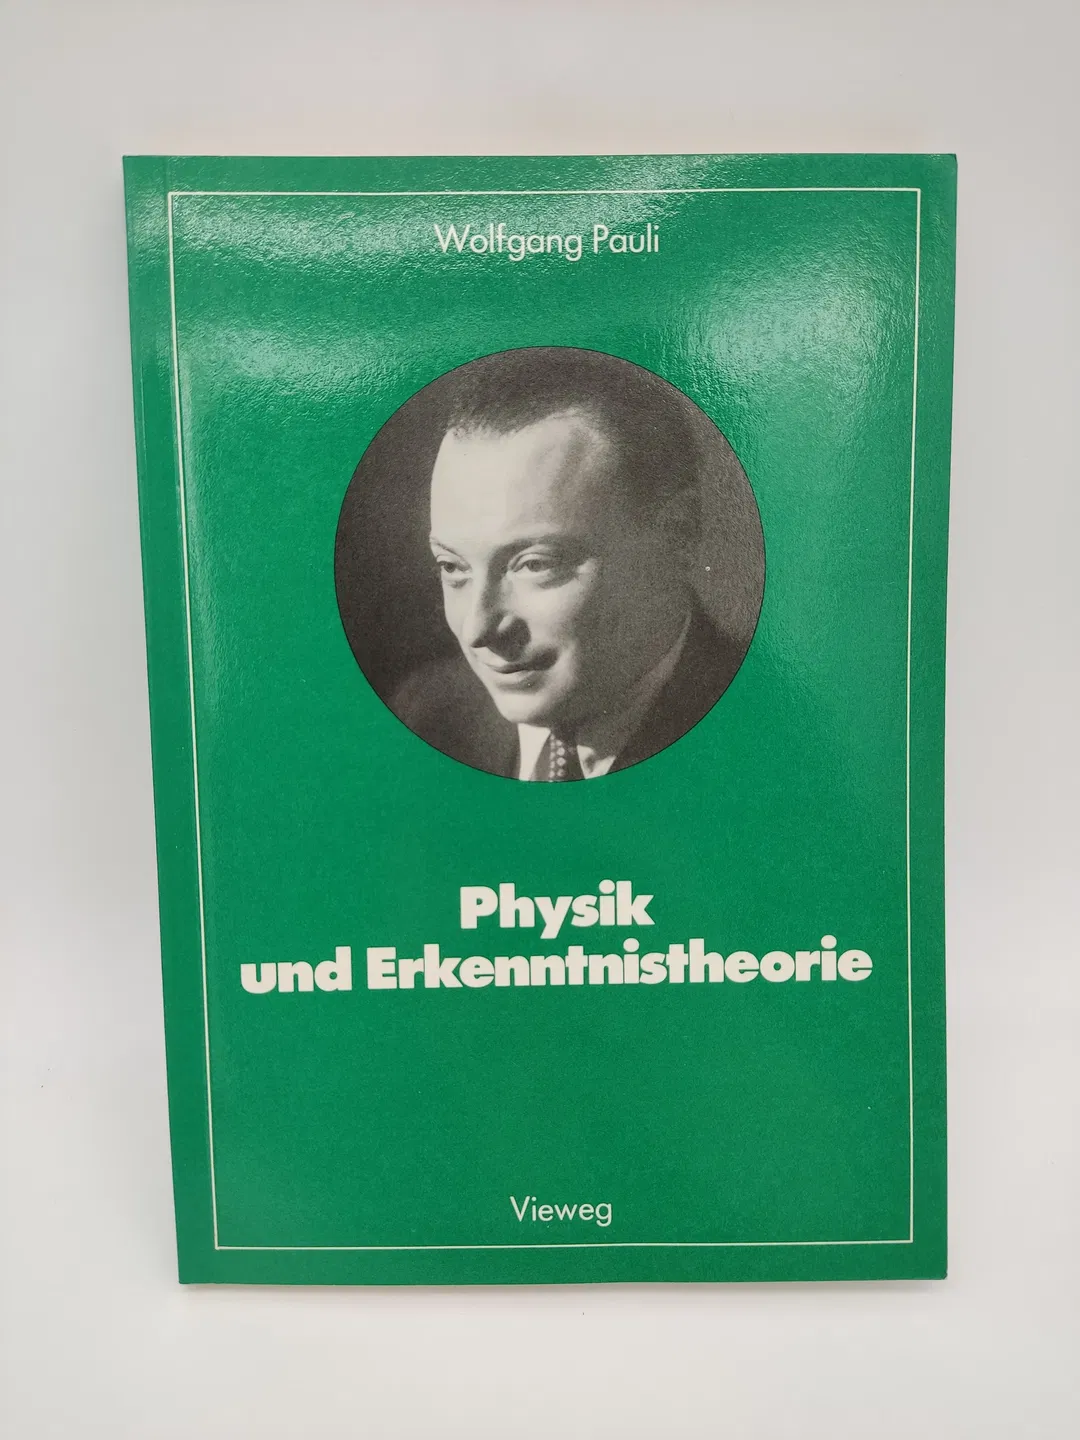 Wolfgang Pauli
Physik
und Erkenntnistheorie
Vieweg